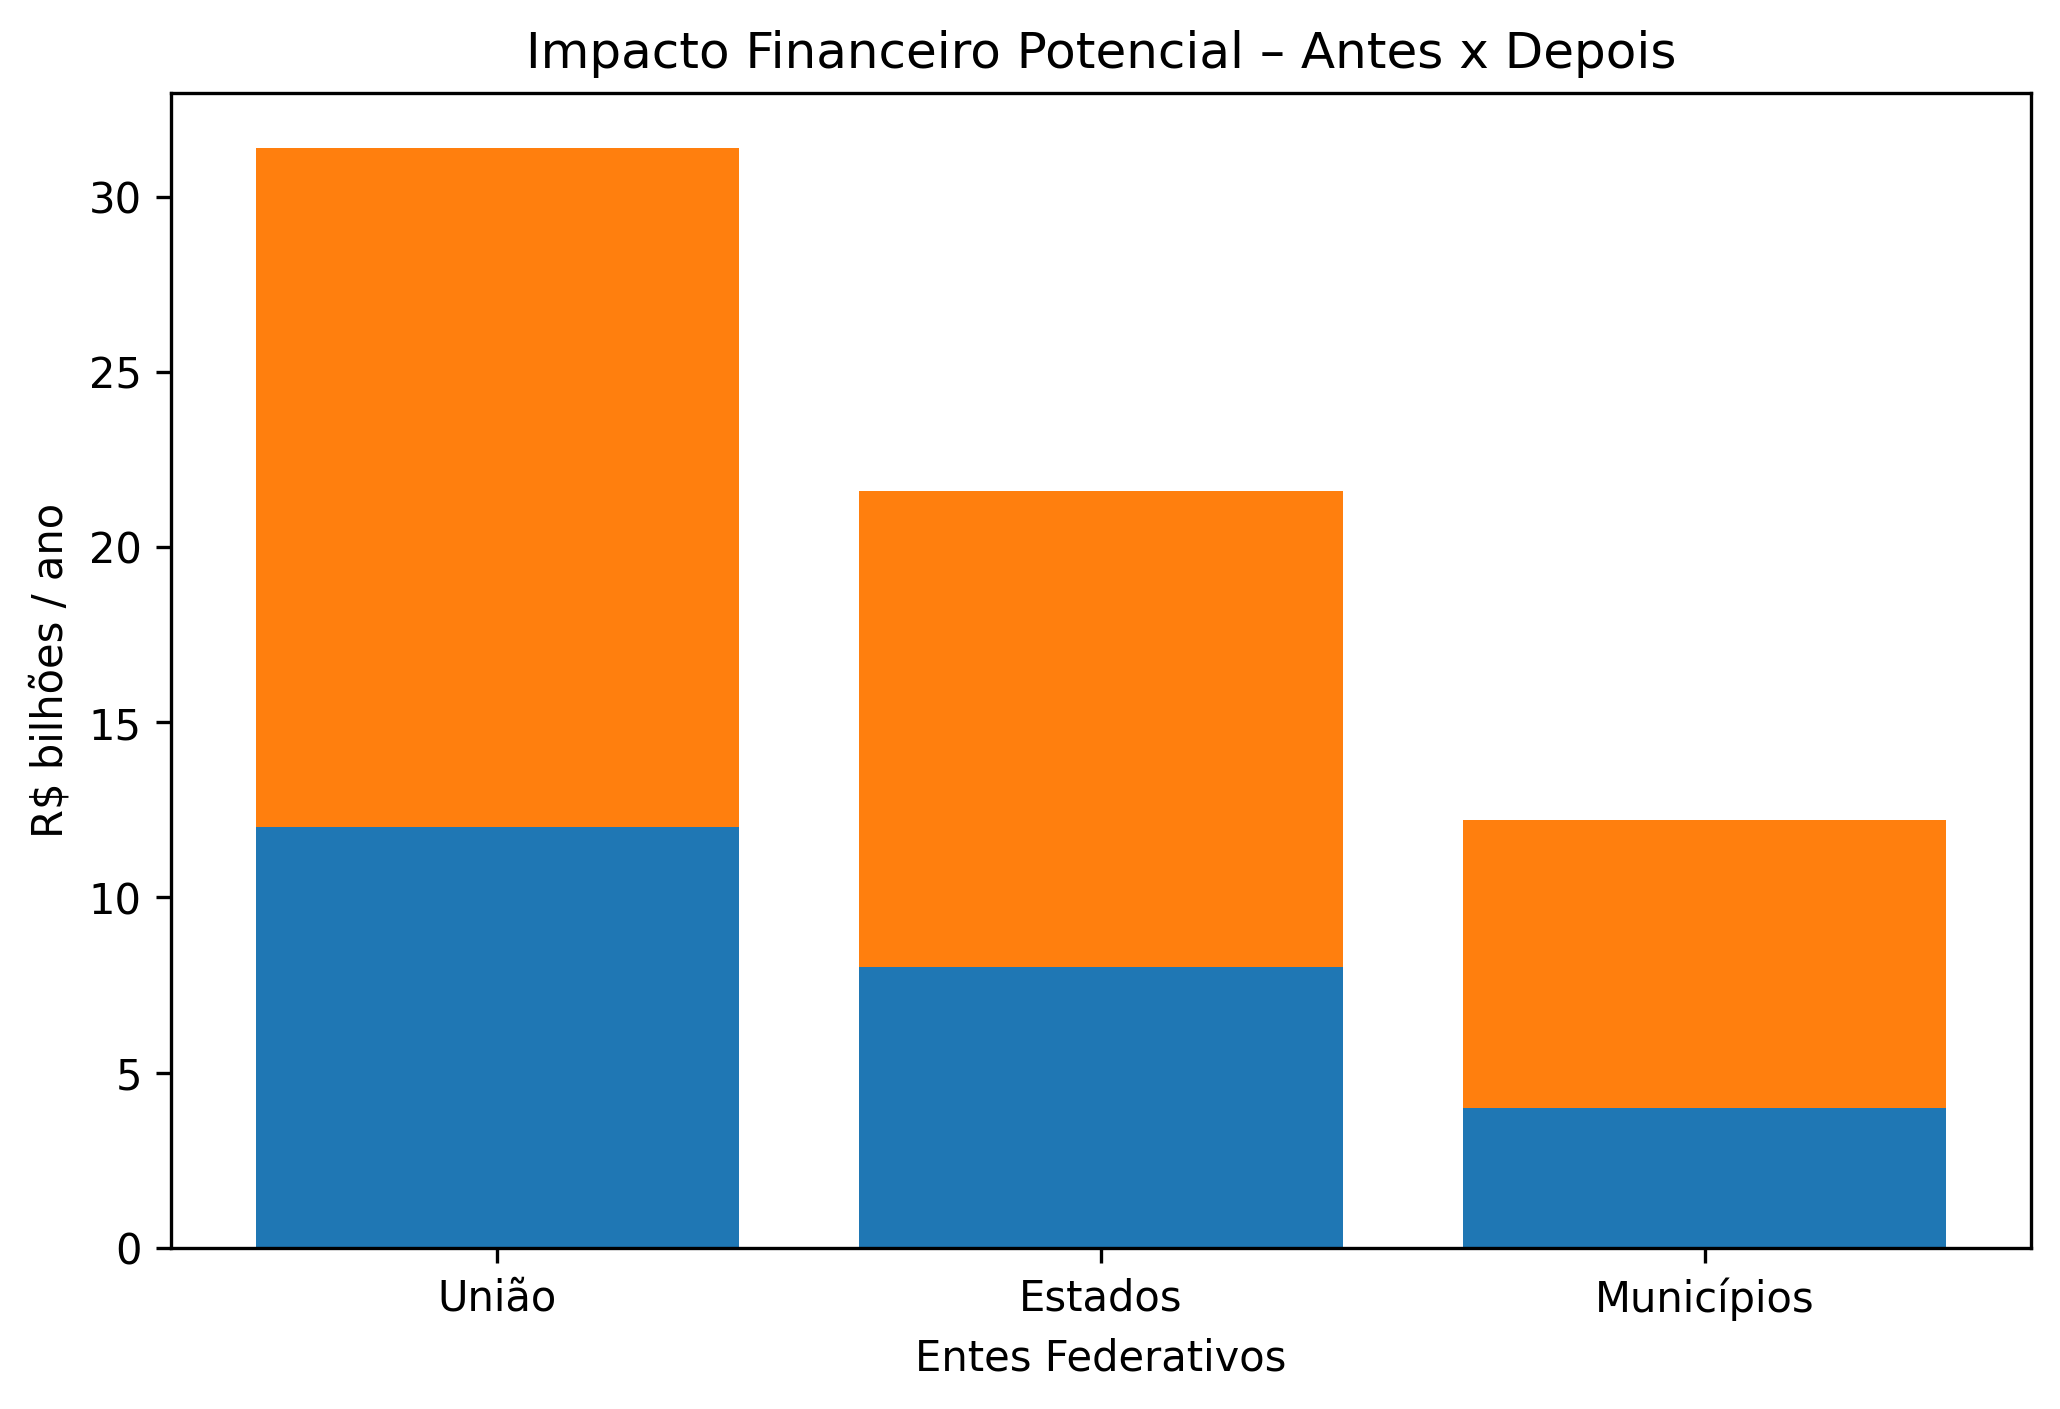 Impacto Financeiro Potencial – Antes x Depois
R$ bilhões / ano
30
25
20
15
10
5
0
União
Estados
Municípios
Entes Federativos